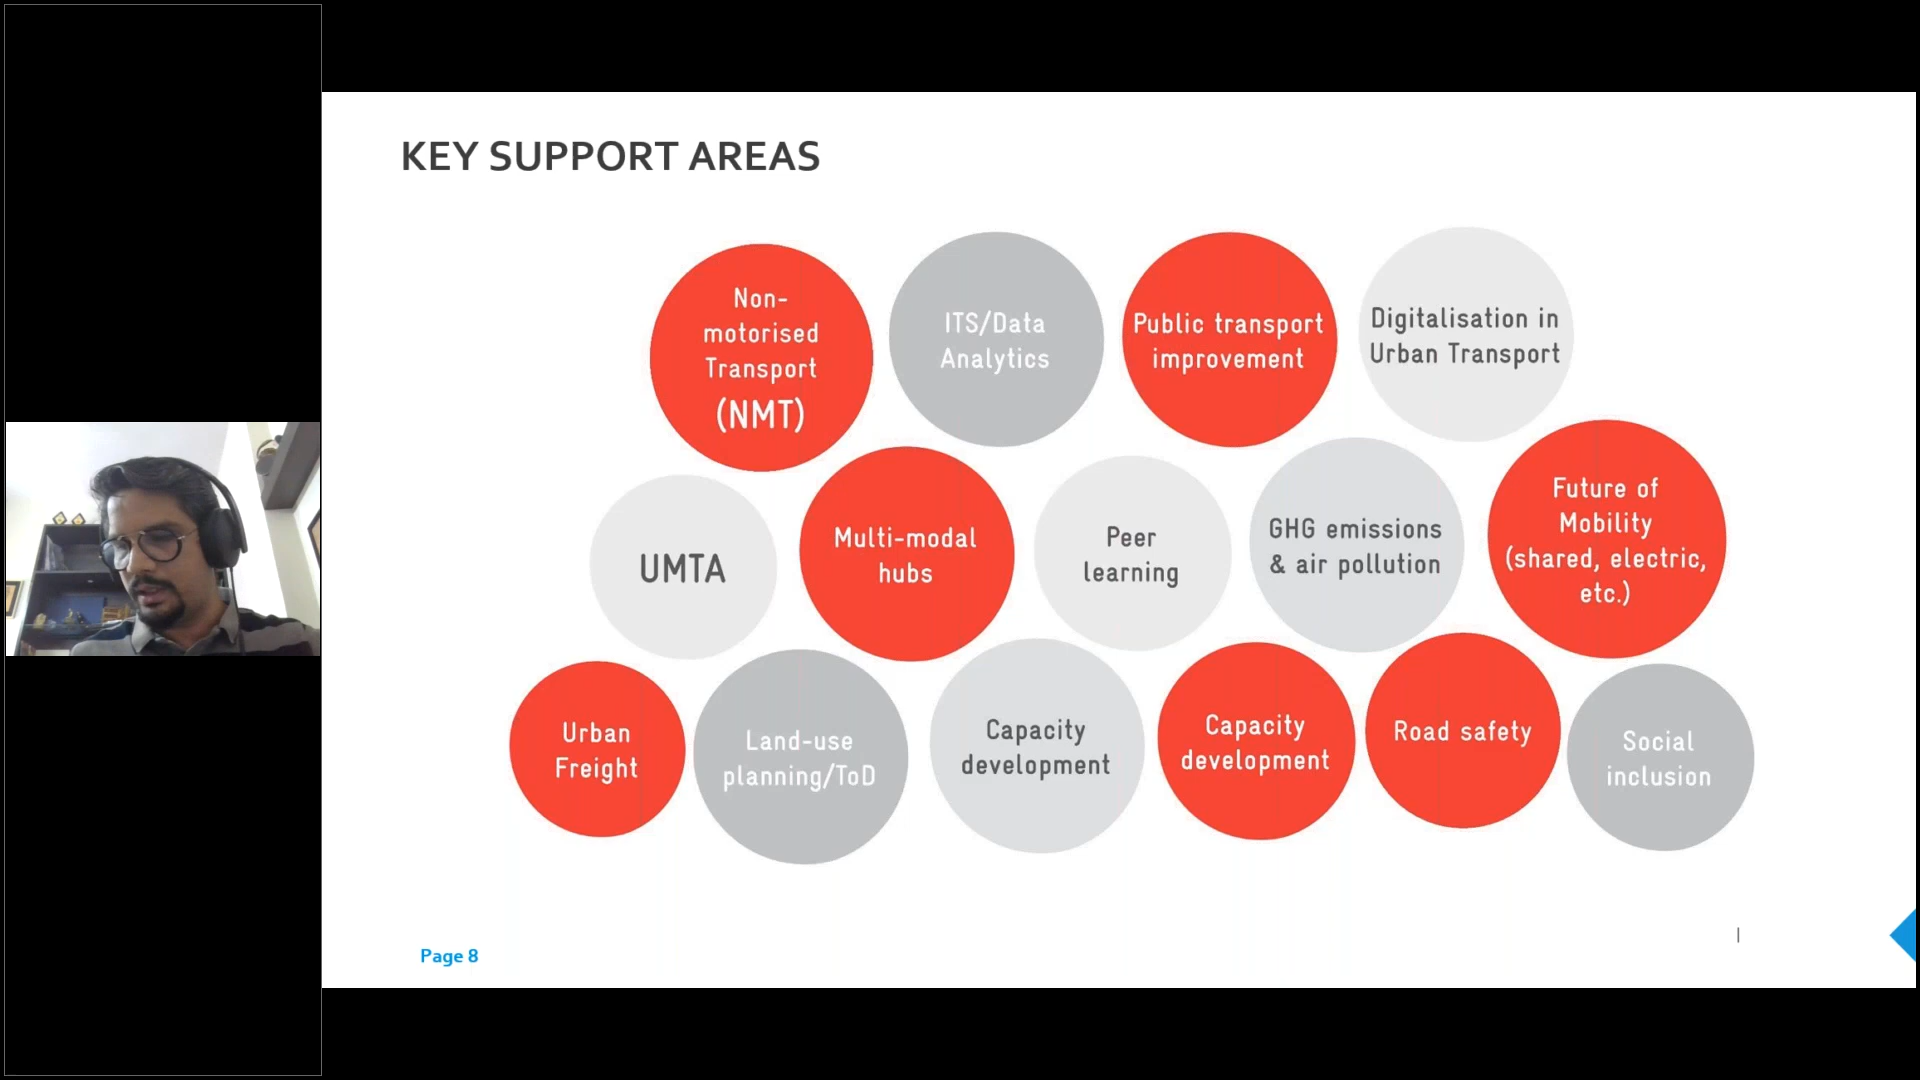 KEY SUPPORT AREAS
Non-
motorised
Transport
(NMT)
ITS/Data
Analytics
Public transport
improvement
Digitalisation in
Urban Transport
UMTA
Multi-modal
hubs
Peer
learning
GHG emissions
& air pollution
Future of
Mobility
(shared, electric,
etc.)
Urban
Freight
Land-use
planning/ToD
Capacity
development
Capacity
development
Road safety
Social
inclusion
Page 8
|